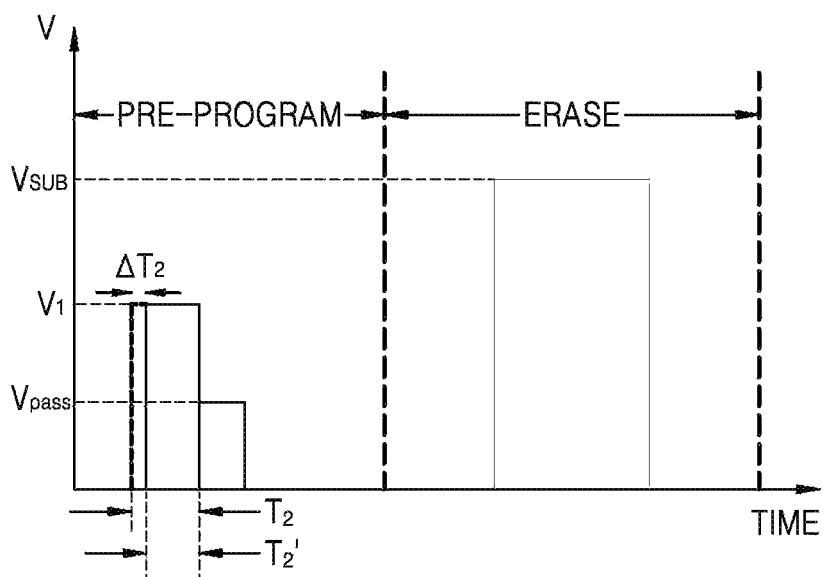 V
PRE-PROGRAM
ERASE
VSUB
ΔT2
V1
Vpass
T2
TIME
T2'